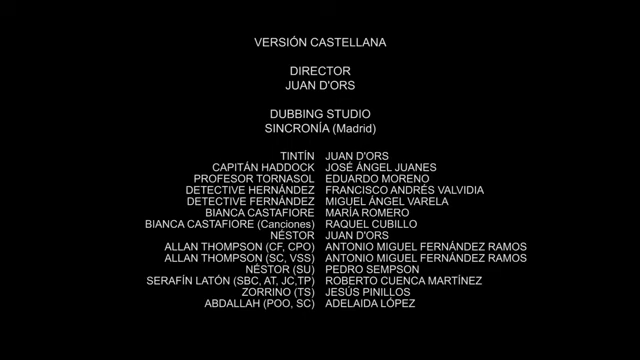 VERSIÓN CASTELLANA
DIRECTOR
JUAN D'ORS
DUBBING STUDIO
SINCRONÍA (Madrid)
TINTÍN JUAN D'ORS
CAPITÁN HADDOCK JOSÉ ÁNGEL JUANES
PROFESOR TORNASOL EDUARDO MORENO
DETECTIVE HERNÁNDEZ FRANCISCO ANDRÉS VALVIDIA
DETECTIVE FERNÁNDEZ MIGUEL ÁNGEL VARELA
BIANCA CASTAFIORE MARÍA ROMERO
BIANCA CASTAFIORE (Canciones) RAQUEL CUBILLO
NÉSTOR JUAN D'ORS
ALLAN THOMPSON (CF, CPO) ANTONIO MIGUEL FERNÁNDEZ RAMOS
ALLAN THOMPSON (SC, VSS) ANTONIO MIGUEL FERNÁNDEZ RAMOS
NÉSTOR (SU) PEDRO SEMPSON
SERAFÍN LATÓN (SBC, AT, JC,TP) ROBERTO CUENCA MARTÍNEZ
ZORRINO (TS) JESÚS PINILLOS
ABDALLAH (POO, SC) ADELAIDA LÓPEZ